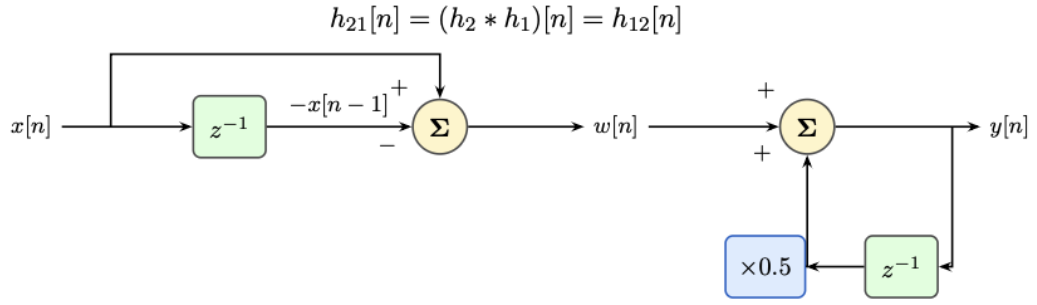 h₂₁[n] = (h₂ * h₁)[n] = h₁₂[n]
x[n]
z⁻¹
−x[n − 1]
+
−
Σ
w[n]
+
+
Σ
y[n]
×0.5
z⁻¹